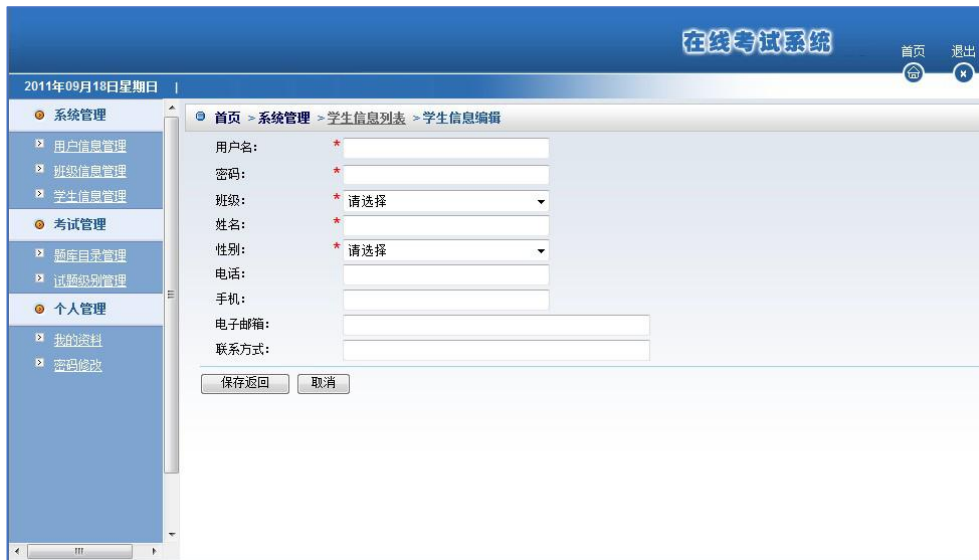 在线考试系统
首页 退出
2011年09月18日星期日 |
系统管理
用户信息管理
班级信息管理
学生信息管理
考试管理
题库目录管理
试题级别管理
个人管理
我的资料
密码修改
首页 >系统管理 >学生信息列表 >学生信息编辑
用户名： *
密码： *
班级： * 请选择
姓名： *
性别： * 请选择
电话：
手机：
电子邮箱：
联系方式：
保存返回 取消